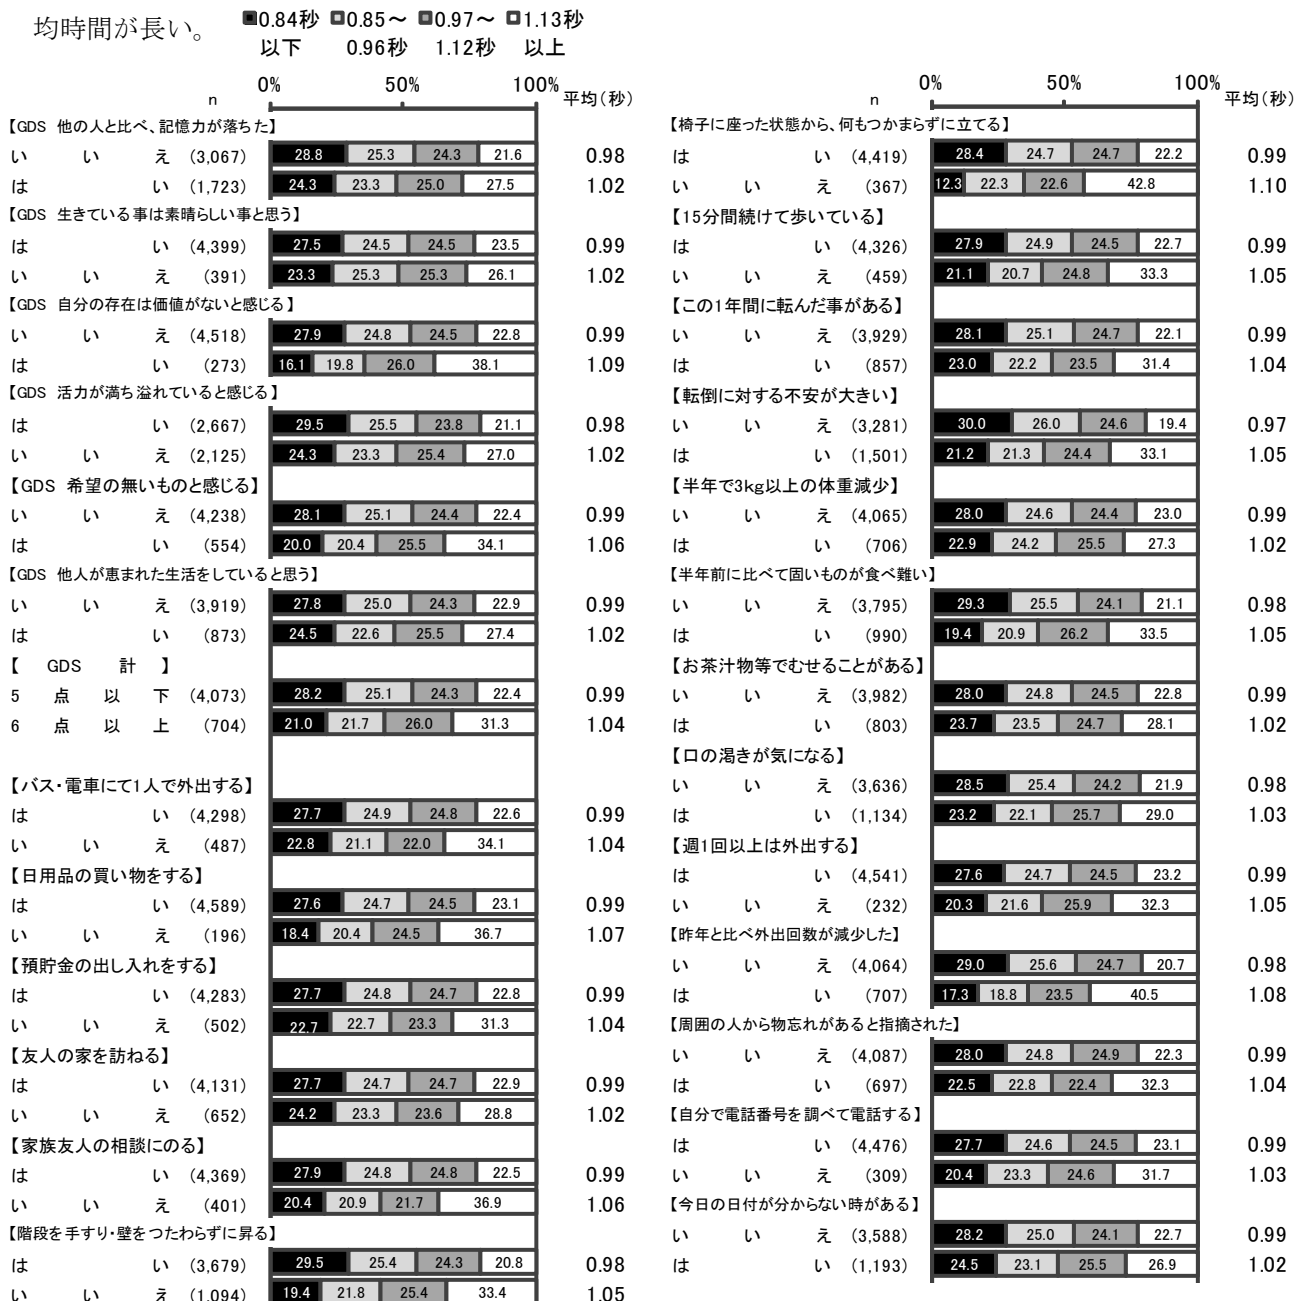 均時間が長い。
■0.84秒以下 ■0.85～0.96秒 ■0.97～1.12秒 □1.13秒以上
n 0% 50% 100% 平均(秒)
【GDS 他の人と比べ、記憶力が落ちた】
いいえ (3,067) 28.8 25.3 24.3 21.6 0.98
はい (1,723) 24.3 23.3 25.0 27.5 1.02
【GDS 生きている事は素晴らしい事と思う】
はい (4,399) 27.5 24.5 24.5 23.5 0.99
いいえ (391) 23.3 25.3 25.3 26.1 1.02
【GDS 自分の存在は価値がないと感じる】
いいえ (4,518) 27.9 24.8 24.5 22.8 0.99
はい (273) 16.1 19.8 26.0 38.1 1.09
【GDS 活力が満ち溢れていると感じる】
はい (2,667) 29.5 25.5 23.8 21.1 0.98
いいえ (2,125) 24.3 23.3 25.4 27.0 1.02
【GDS 希望の無いものと感じる】
いいえ (4,238) 28.1 25.1 24.4 22.4 0.99
はい (554) 20.0 20.4 25.5 34.1 1.06
【GDS 他人が恵まれた生活をしていると思う】
いいえ (3,919) 27.8 25.0 24.3 22.9 0.99
はい (873) 24.5 22.6 25.5 27.4 1.02
【 GDS 計 】
5点以下 (4,073) 28.2 25.1 24.3 22.4 0.99
6点以上 (704) 21.0 21.7 26.0 31.3 1.04
【バス・電車にて1人で外出する】
はい (4,298) 27.7 24.9 24.8 22.6 0.99
いいえ (487) 22.8 21.1 22.0 34.1 1.04
【日用品の買い物をする】
はい (4,589) 27.6 24.7 24.5 23.1 0.99
いいえ (196) 18.4 20.4 24.5 36.7 1.07
【預貯金の出し入れをする】
はい (4,283) 27.7 24.8 24.7 22.8 0.99
いいえ (502) 22.7 22.7 23.3 31.3 1.04
【友人の家を訪ねる】
はい (4,131) 27.7 24.7 24.7 22.9 0.99
いいえ (652) 24.2 23.3 23.6 28.8 1.02
【家族友人の相談にのる】
はい (4,369) 27.9 24.8 24.8 22.5 0.99
いいえ (401) 20.4 20.9 21.7 36.9 1.06
【階段を手すり・壁をつたわらずに昇る】
はい (3,679) 29.5 25.4 24.3 20.8 0.98
いいえ (1,094) 19.4 21.8 25.4 33.4 1.05
n 0% 50% 100% 平均(秒)
【椅子に座った状態から、何もつかまらずに立てる】
はい (4,419) 28.4 24.7 24.7 22.2 0.99
いいえ (367) 12.3 22.3 22.6 42.8 1.10
【15分間続けて歩いている】
はい (4,326) 27.9 24.9 24.5 22.7 0.99
いいえ (459) 21.1 20.7 24.8 33.3 1.05
【この1年間に転んだ事がある】
いいえ (3,929) 28.1 25.1 24.7 22.1 0.99
はい (857) 23.0 22.2 23.5 31.4 1.04
【転倒に対する不安が大きい】
いいえ (3,281) 30.0 26.0 24.6 19.4 0.97
はい (1,501) 21.2 21.3 24.4 33.1 1.05
【半年で3kg以上の体重減少】
いいえ (4,065) 28.0 24.6 24.4 23.0 0.99
はい (706) 22.9 24.2 25.5 27.3 1.02
【半年前に比べて固いものが食べ難い】
いいえ (3,795) 29.3 25.5 24.1 21.1 0.98
はい (990) 19.4 20.9 26.2 33.5 1.05
【お茶汁物等でむせることがある】
いいえ (3,982) 28.0 24.8 24.5 22.8 0.99
はい (803) 23.7 23.5 24.7 28.1 1.02
【口の渇きが気になる】
いいえ (3,636) 28.5 25.4 24.2 21.9 0.98
はい (1,134) 23.2 22.1 25.7 29.0 1.03
【週1回以上は外出する】
はい (4,541) 27.6 24.7 24.5 23.2 0.99
いいえ (232) 20.3 21.6 25.9 32.3 1.05
【昨年と比べ外出回数が減少した】
いいえ (4,064) 29.0 25.6 24.7 20.7 0.98
はい (707) 17.3 18.8 23.5 40.5 1.08
【周囲の人から物忘れがあると指摘された】
いいえ (4,087) 28.0 24.8 24.9 22.3 0.99
はい (697) 22.5 22.8 22.4 32.3 1.04
【自分で電話番号を調べて電話する】
はい (4,476) 27.7 24.6 24.5 23.1 0.99
いいえ (309) 20.4 23.3 24.6 31.7 1.03
【今日の日付が分からない時がある】
いいえ (3,588) 28.2 25.0 24.1 22.7 0.99
はい (1,193) 24.5 23.1 25.5 26.9 1.02